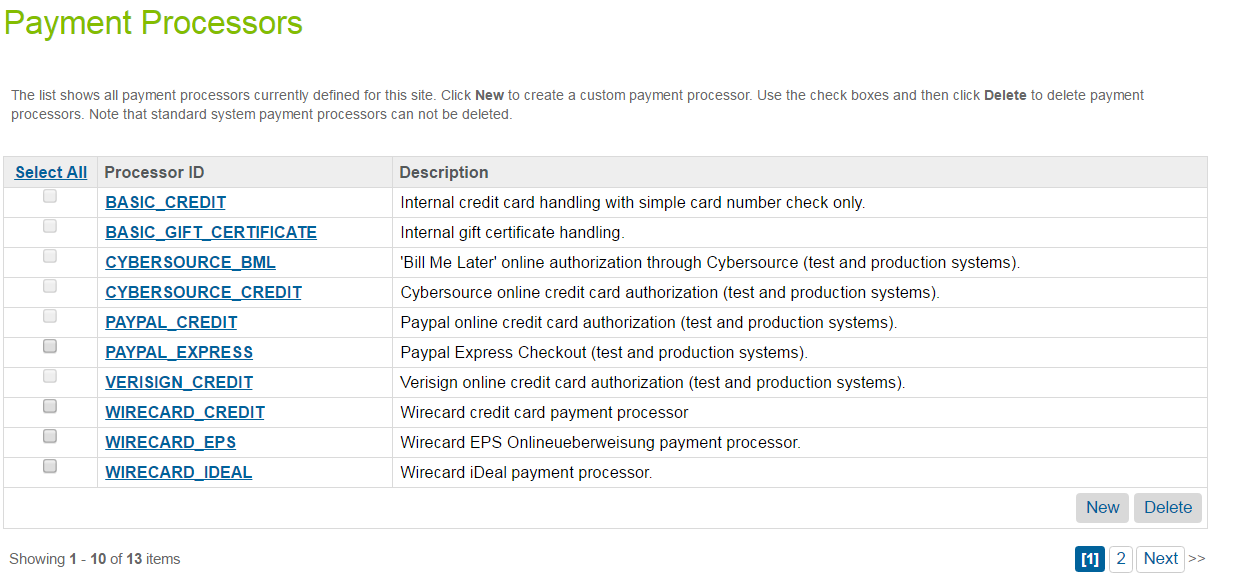 Payment Processors
The list shows all payment processors currently defined for this site. Click New to create a custom payment processor. Use the check boxes and then click Delete to delete payment
processors. Note that standard system payment processors can not be deleted.
Select All Processor ID Description
BASIC_CREDIT Internal credit card handling with simple card number check only.
BASIC_GIFT_CERTIFICATE Internal gift certificate handling.
CYBERSOURCE_BML 'Bill Me Later' online authorization through Cybersource (test and production systems).
CYBERSOURCE_CREDIT Cybersource online credit card authorization (test and production systems).
PAYPAL_CREDIT Paypal online credit card authorization (test and production systems).
PAYPAL_EXPRESS Paypal Express Checkout (test and production systems).
VERISIGN_CREDIT Verisign online credit card authorization (test and production systems).
WIRECARD_CREDIT Wirecard credit card payment processor
WIRECARD_EPS Wirecard EPS Onlineueberweisung payment processor.
WIRECARD_IDEAL Wirecard iDeal payment processor.
New Delete
Showing 1 - 10 of 13 items [1] 2 Next >>